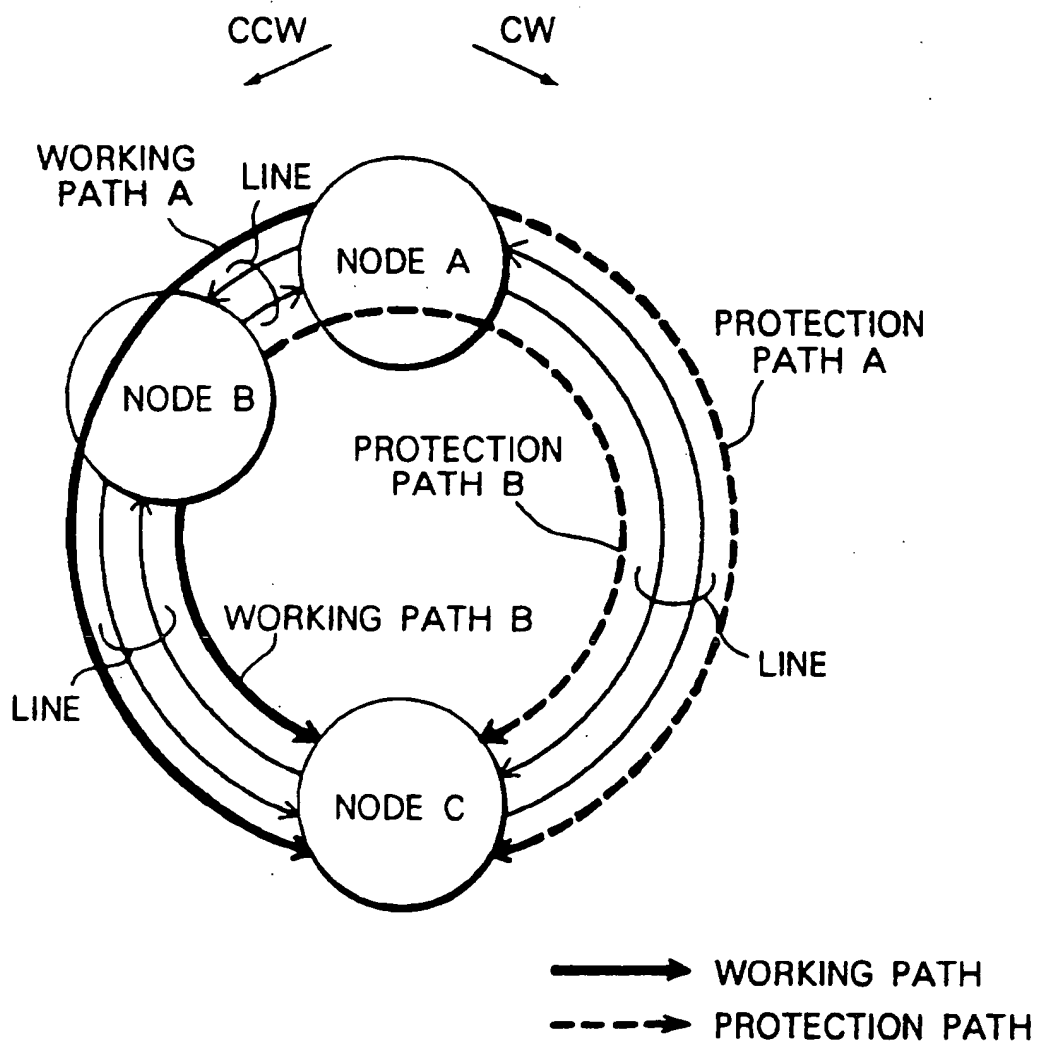 CCW
CW
WORKING
PATH A
LINE
NODE A
PROTECTION
PATH A
NODE B
PROTECTION
PATH B
WORKING PATH B
LINE
LINE
NODE C
WORKING PATH
PROTECTION PATH